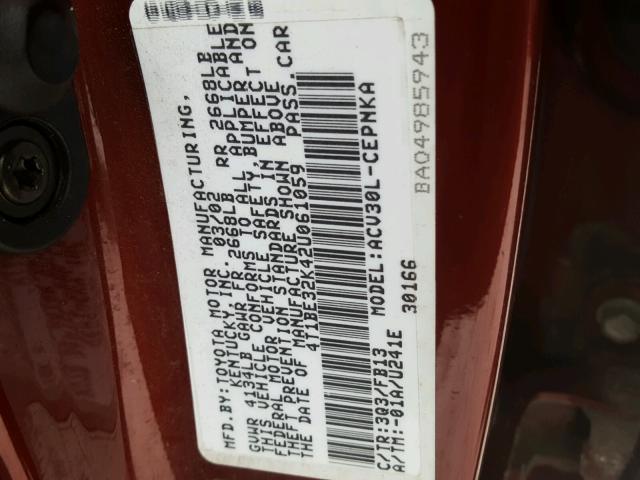 MFD.BY:TOYOTA MOTOR MANUFACTURING,
KENTUCKY,INC. 03/02
GVWR 4134LB GAWR FR 2668LB RR 2668LB
THIS VEHICLE CONFORMS TO ALL APPLICABLE
FEDERAL MOTOR VEHICLE SAFETY,BUMPER AND
THEFT PREVENTION STANDARDS IN EFFECT ON
THE DATE OF MANUFACTURE SHOWN ABOVE.
4T1BE32K42U061059 PASS.CAR
MODEL:ACV30L-CEPNKA
C/TR:3Q3/FB13
A/TM:-01A/U241E 30166
BAQ4985943